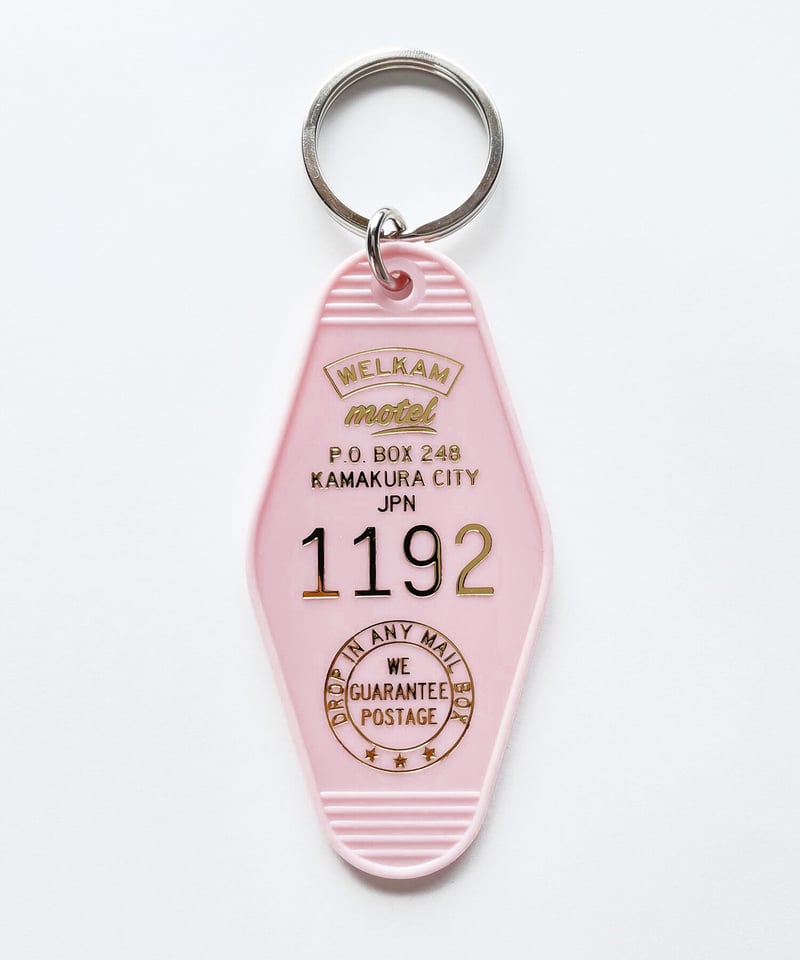 WELKAM
motel
P.O. BOX 248
KAMAKURA CITY
JPN
1192
DROP IN ANY MAIL BOX
WE
GUARANTEE
POSTAGE